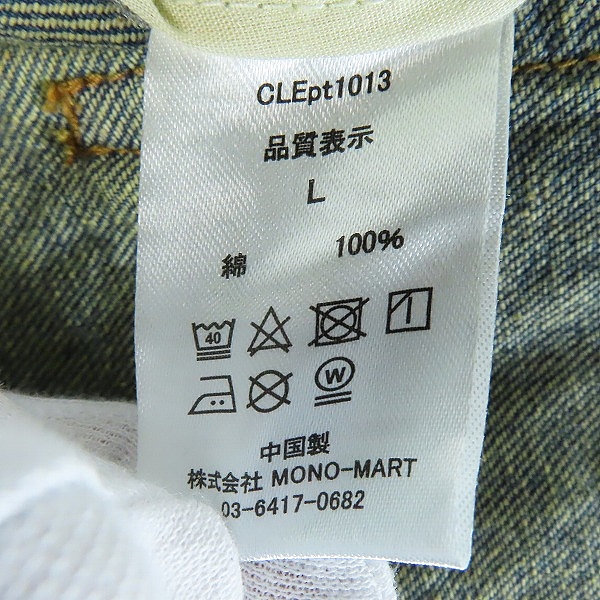 CLEpt1013
品質表示
L
綿 100%
40
W
中国製
株式会社 MONO-MART
03-6417-0682